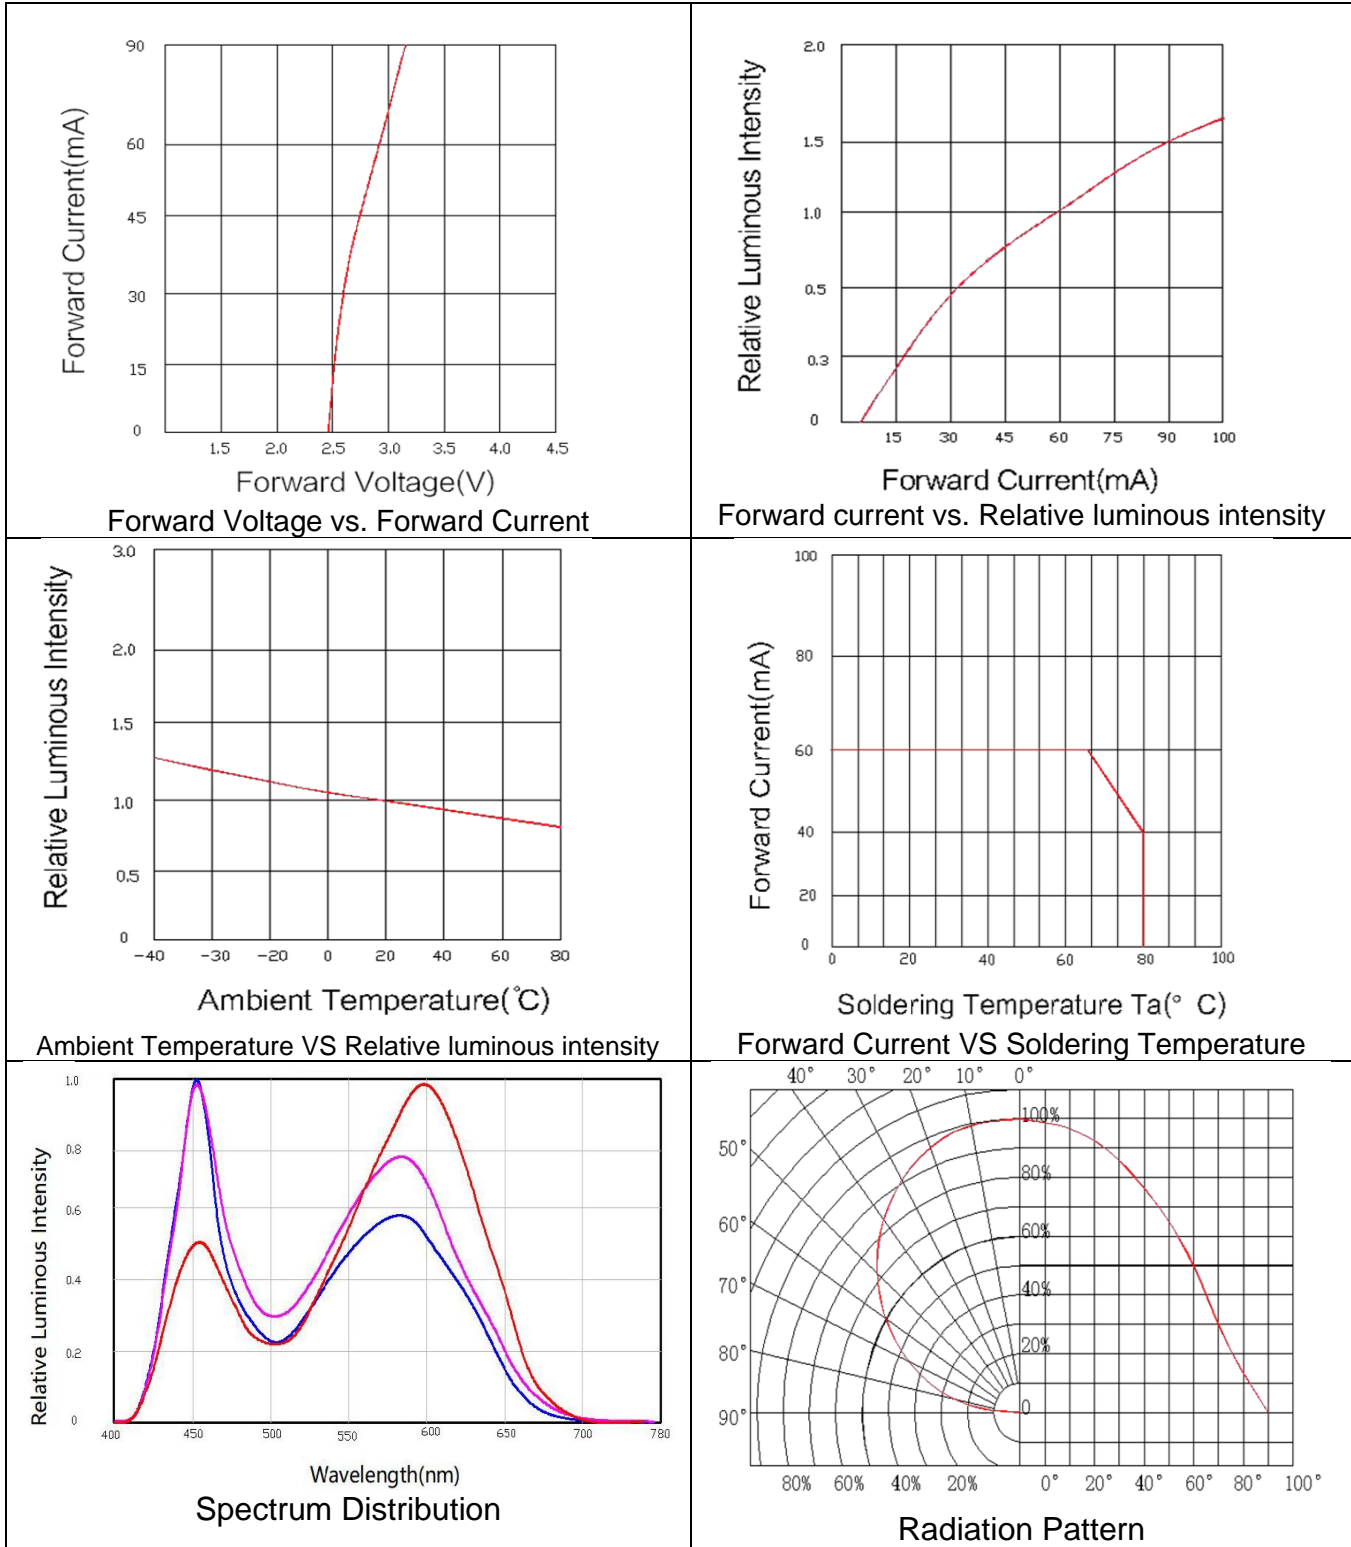 90
60
45
30
15
0
Forward Current(mA)
1.5 2.0 2.5 3.0 3.5 4.0 4.5
Forward Voltage(V)
Forward Voltage vs. Forward Current
2.0
1.5
1.0
0.5
0.3
0
Relative Luminous Intensity
15 30 45 60 75 90 100
Forward Current(mA)
Forward current vs. Relative luminous intensity
3.0
2.0
1.5
1.0
0.5
0
Relative Luminous Intensity
-40 -30 -20 0 20 40 60 80
Ambient Temperature(℃)
Ambient Temperature VS Relative luminous intensity
100
80
60
40
20
0
Forward Current(mA)
0 20 40 60 80 100
Soldering Temperature Ta(° C)
Forward Current VS Soldering Temperature
1.0
0.8
0.6
0.4
0.2
0
Relative Luminous Intensity
400 450 500 550 600 650 700 780
Wavelength(nm)
Spectrum Distribution
40° 30° 20° 10° 0°
50°
60°
70°
80°
90°
100%
80%
60%
40%
20%
0
80% 60% 40% 20% 0° 20° 40° 60° 80° 100°
Radiation Pattern